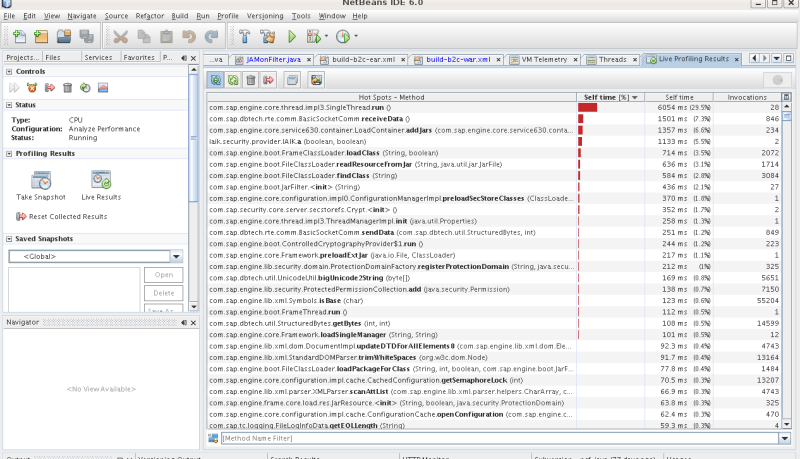 NetBeans IDE 6.0
File Edit View Navigate Source Refactor Build Run Profile Versioning Tools Window Help
Projects... Files Services Favorites P...
...va JAMonFilter.java build-b2c-ear.xml build-b2c-war.xml VM Telemetry Threads Live Profiling Results
Controls
Status
Type: CPU
Configuration: Analyze Performance
Status: Running
Profiling Results
Take Snapshot Live Results
Reset Collected Results
Saved Snapshots
<Global>
Open
Delete
Save As...
Navigator
<No View Available>
Hot Spots - Method Self time [%] Self time Invocations
com.sap.engine.core.thread.impl3.SingleThread.run () 6054 ms (29.5%) 28
com.sap.dbtech.rte.comm.BasicSocketComm.receiveData () 1501 ms (7.3%) 846
com.sap.engine.core.service630.container.LoadContainer.addJars (com.sap.engine.core.service630.conta... 1357 ms (6.6%) 234
iaik.security.provider.IAIK.a (boolean, boolean) 1133 ms (5.5%) 2
com.sap.engine.boot.FrameClassLoader.loadClass (String, boolean) 714 ms (3.5%) 2072
com.sap.engine.boot.FileClassLoader.readResourceFromJar (String, java.util.jar.JarFile) 636 ms (3.1%) 1714
com.sap.engine.boot.FileClassLoader.findClass (String) 584 ms (2.8%) 3084
com.sap.engine.boot.JarFilter.<init> (String) 436 ms (2.1%) 27
com.sap.engine.core.configuration.impl0.ConfigurationManagerImpl.preloadSecStoreClasses (ClassLoade... 370 ms (1.8%) 1
com.sap.security.core.server.secstorefs.Crypt.<init> () 352 ms (1.7%) 2
com.sap.engine.core.thread.impl3.ThreadManagerImpl.init (java.util.Properties) 258 ms (1.3%) 1
com.sap.dbtech.rte.comm.BasicSocketComm.sendData (com.sap.dbtech.util.StructuredBytes, int) 251 ms (1.2%) 849
com.sap.engine.boot.ControlledCryptographyProvider$1.run () 244 ms (1.2%) 223
com.sap.engine.core.Framework.preloadExtJar (java.io.File, ClassLoader) 217 ms (1.1%) 1
com.sap.engine.lib.security.domain.ProtectionDomainFactory.registerProtectionDomain (String, java.secu... 212 ms (1%) 325
com.sap.dbtech.util.UnicodeUtil.bigUnicode2String (byte[]) 169 ms (0.8%) 5651
com.sap.engine.lib.security.ProtectedPermissionCollection.add (java.security.Permission) 138 ms (0.7%) 7150
com.sap.engine.lib.xml.Symbols.isBase (char) 123 ms (0.6%) 55204
com.sap.engine.boot.FrameThread.run () 112 ms (0.5%) 1
com.sap.dbtech.util.StructuredBytes.getBytes (int, int) 108 ms (0.5%) 14599
com.sap.engine.core.Framework.loadSingleManager (String, String) 101 ms (0.5%) 12
com.sap.engine.lib.xml.dom.DocumentImpl.updateDTDForAllElements0 (com.sap.engine.lib.xml.dom.Ele... 92.3 ms (0.4%) 4743
com.sap.engine.lib.xml.StandardDOMParser.trimWhiteSpaces (org.w3c.dom.Node) 91.7 ms (0.4%) 13164
com.sap.engine.boot.FileClassLoader.loadPackageForClass (String, int, boolean, com.sap.engine.boot.JarF... 77.8 ms (0.4%) 1484
com.sap.engine.core.configuration.impl.cache.CachedConfiguration.getSemaphoreLock (int) 70.5 ms (0.3%) 13207
com.sap.engine.lib.xml.parser.XMLParser.scanAttList (com.sap.engine.lib.xml.parser.helpers.CharArray, c... 66.9 ms (0.3%) 4743
com.sap.engine.frame.core.load.res.JarResource.<init> (String, boolean, java.security.ProtectionDomain) 63.8 ms (0.3%) 325
com.sap.engine.core.configuration.impl.cache.ConfigurationCache.openConfiguration (com.sap.engine.c... 62.4 ms (0.3%) 470
com.sap.tc.logging.FileLogInfoData.getEOLLength (String) 59.3 ms (0.3%) 4
[Method Name Filter]